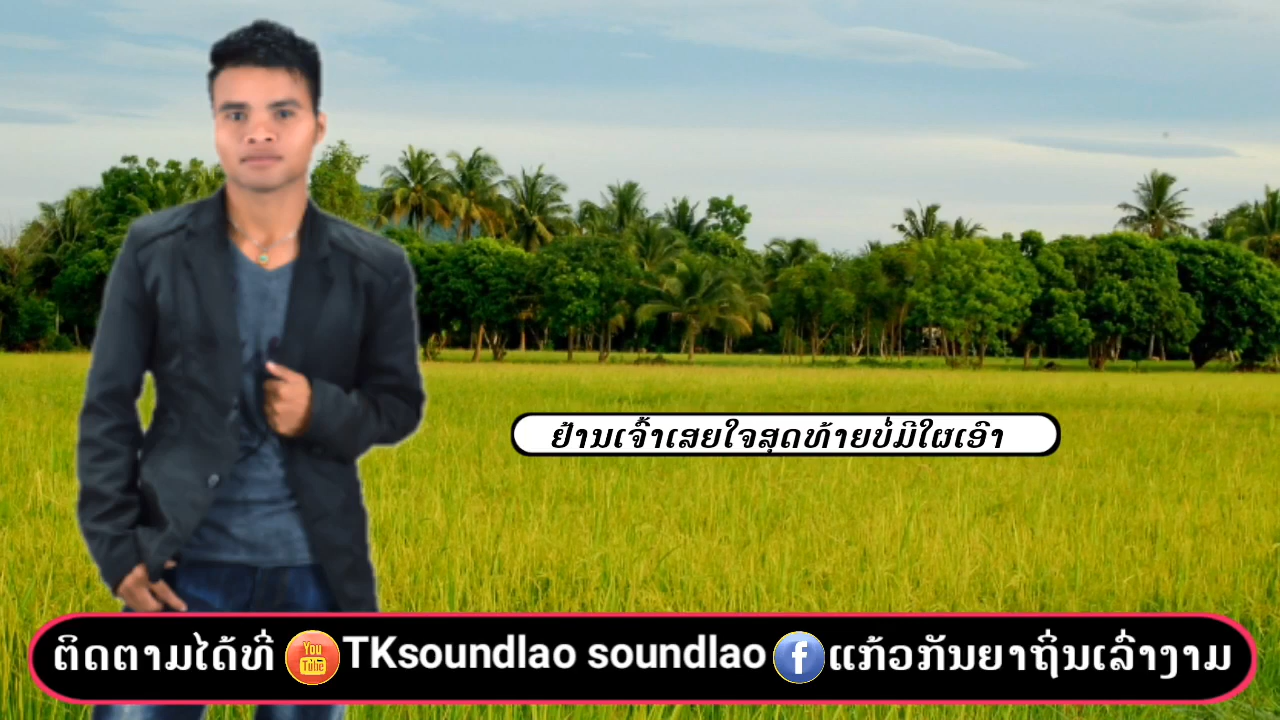 ຢ້ານເຈົ້າເສຍໃຈສຸດທ້າຍບໍ່ມີໃຜເອົາ
ຕິດຕາມໄດ້ທີ່ You Tube TKsoundlao soundlao f ແກ້ວກັນຍາຖິ່ນເລົ່າງາມ